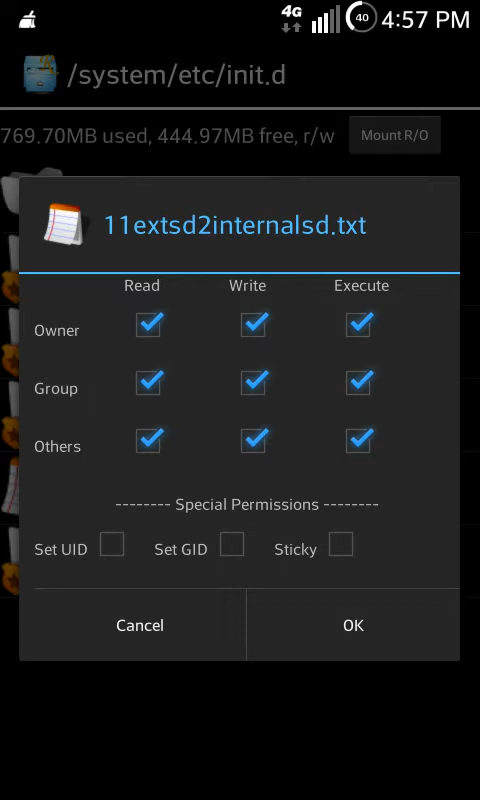 4G 40 4:57 PM
/system/etc/init.d
769.70MB used, 444.97MB free, r/w Mount R/O
11extsd2internalsd.txt
Read Write Execute
Owner
Group
Others
-------- Special Permissions --------
Set UID Set GID Sticky
Cancel OK